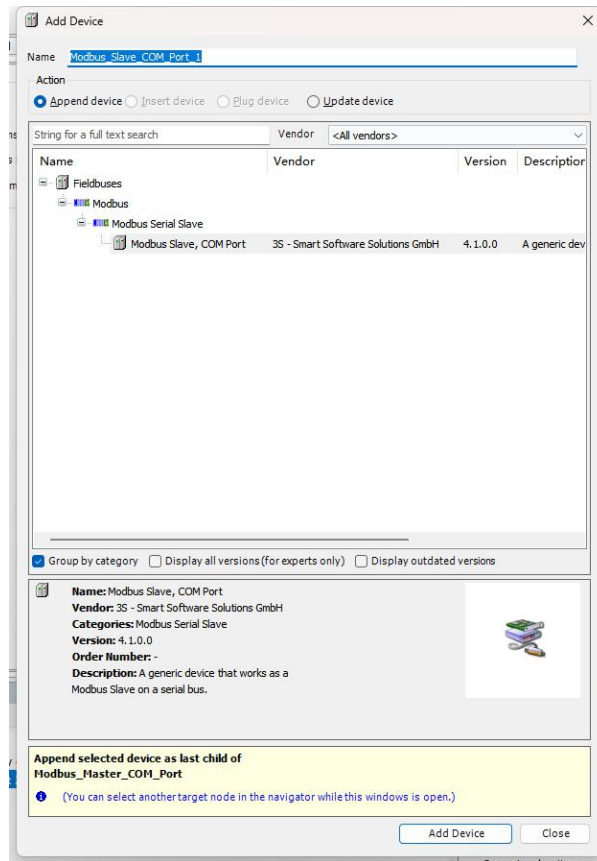 Add Device
Name Modbus_Slave_COM_Port_1
Action
Append device Insert device Plug device Update device
String for a full text search Vendor <All vendors>
Name Vendor Version Description
Fieldbuses
Modbus
Modbus Serial Slave
Modbus Slave, COM Port 3S - Smart Software Solutions GmbH 4.1.0.0 A generic dev
Group by category Display all versions (for experts only) Display outdated versions
Name: Modbus Slave, COM Port
Vendor: 3S - Smart Software Solutions GmbH
Categories: Modbus Serial Slave
Version: 4.1.0.0
Order Number: -
Description: A generic device that works as a
Modbus Slave on a serial bus.
Append selected device as last child of
Modbus_Master_COM_Port
(You can select another target node in the navigator while this windows is open.)
Add Device Close